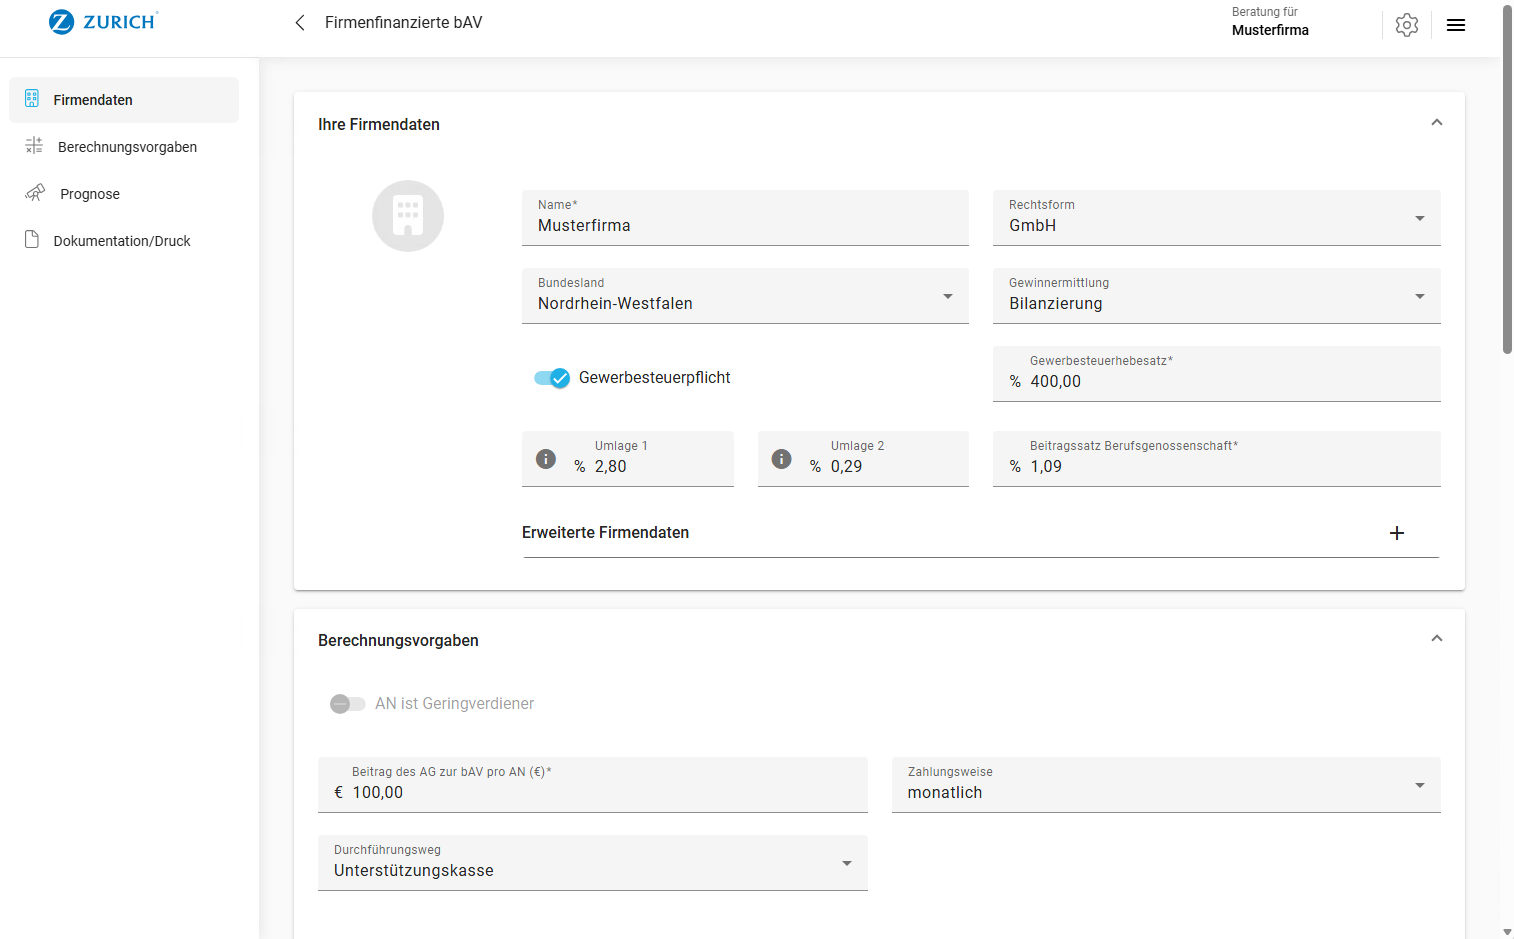 ZURICH
Firmenfinanzierte bAV
Beratung für
Musterfirma
Firmendaten
Berechnungsvorgaben
Prognose
Dokumentation/Druck
Ihre Firmendaten
Name*
Musterfirma
Rechtsform
GmbH
Bundesland
Nordrhein-Westfalen
Gewinnermittlung
Bilanzierung
Gewerbesteuerpflicht
Gewerbesteuerhebesatz*
% 400,00
Umlage 1
% 2,80
Umlage 2
% 0,29
Beitragssatz Berufsgenossenschaft*
% 1,09
Erweiterte Firmendaten
Berechnungsvorgaben
AN ist Geringverdiener
Beitrag des AG zur bAV pro AN (€)*
€ 100,00
Zahlungsweise
monatlich
Durchführungsweg
Unterstützungskasse